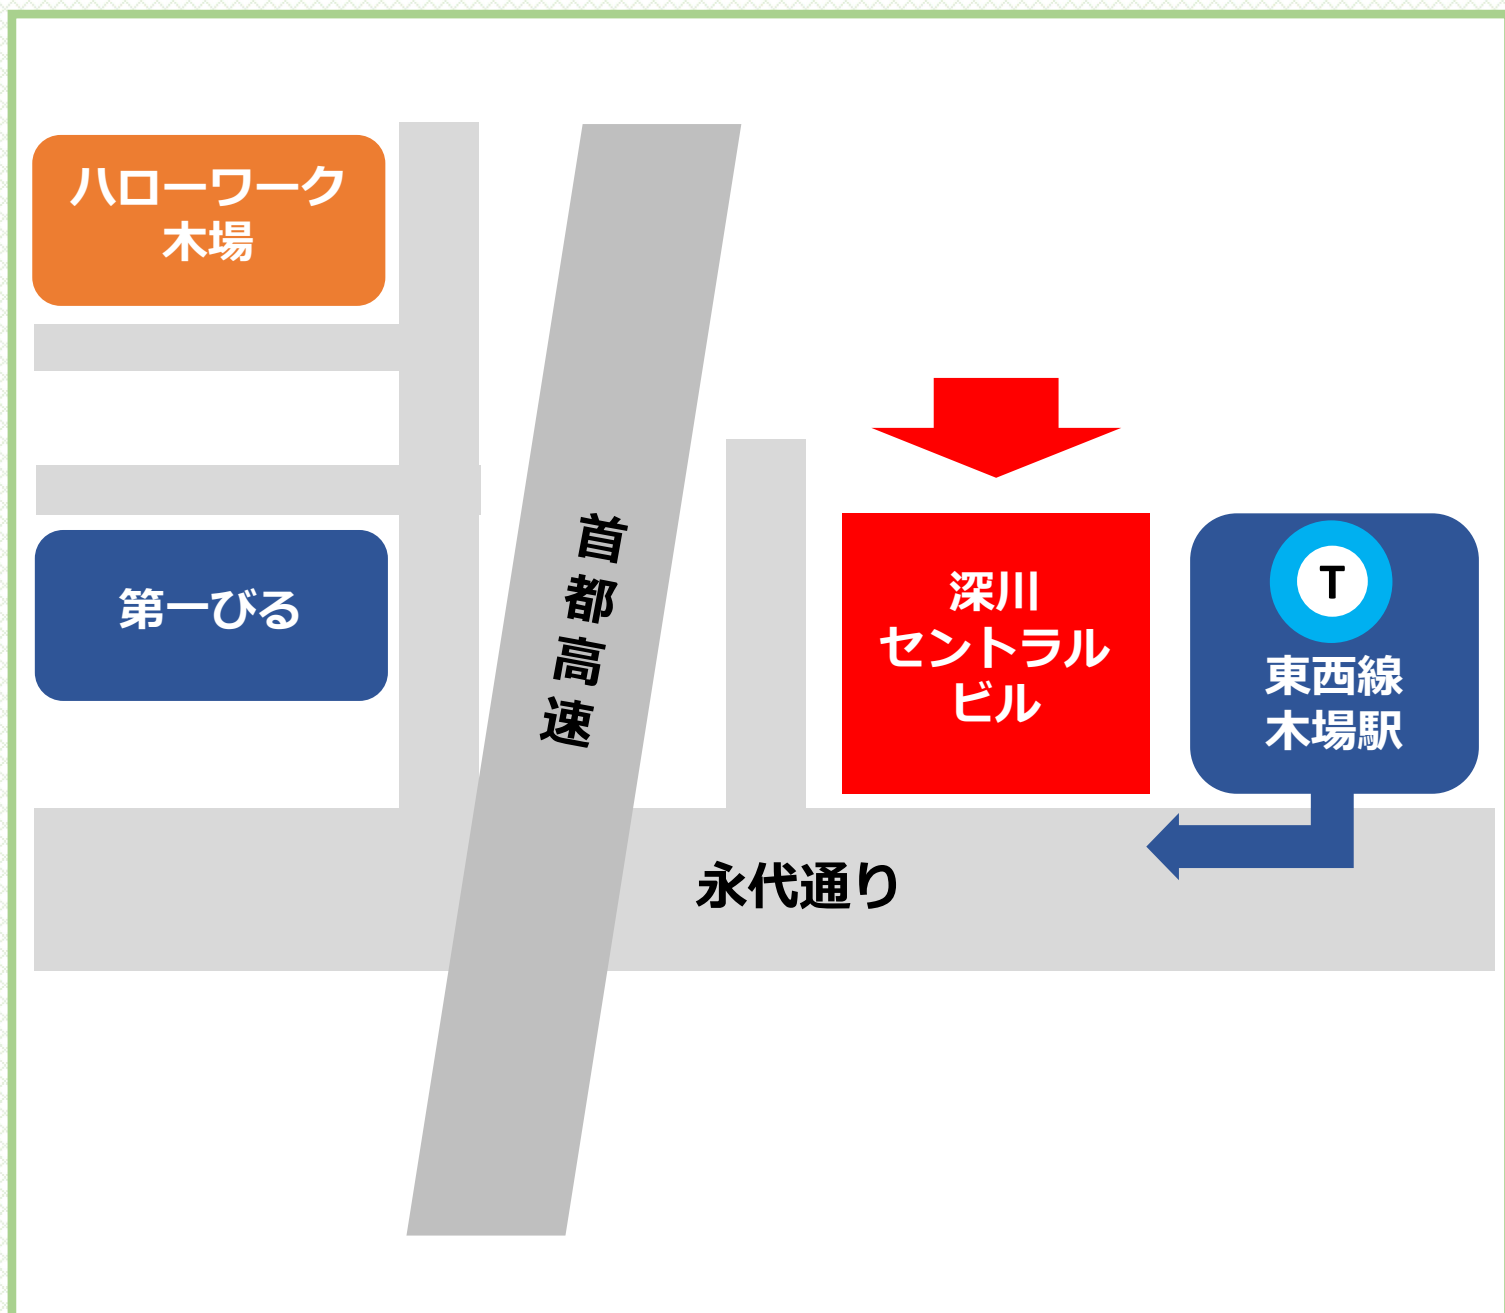 ハローワーク
木場
第一びる
首都高速
深川
セントラル
ビル
T
東西線
木場駅
永代通り